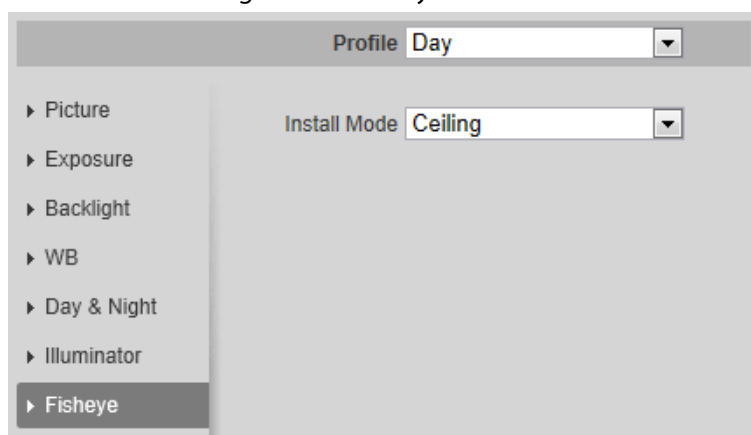 Profile Day
Picture
Install Mode Ceiling
Exposure
Backlight
WB
Day & Night
Illuminator
Fisheye